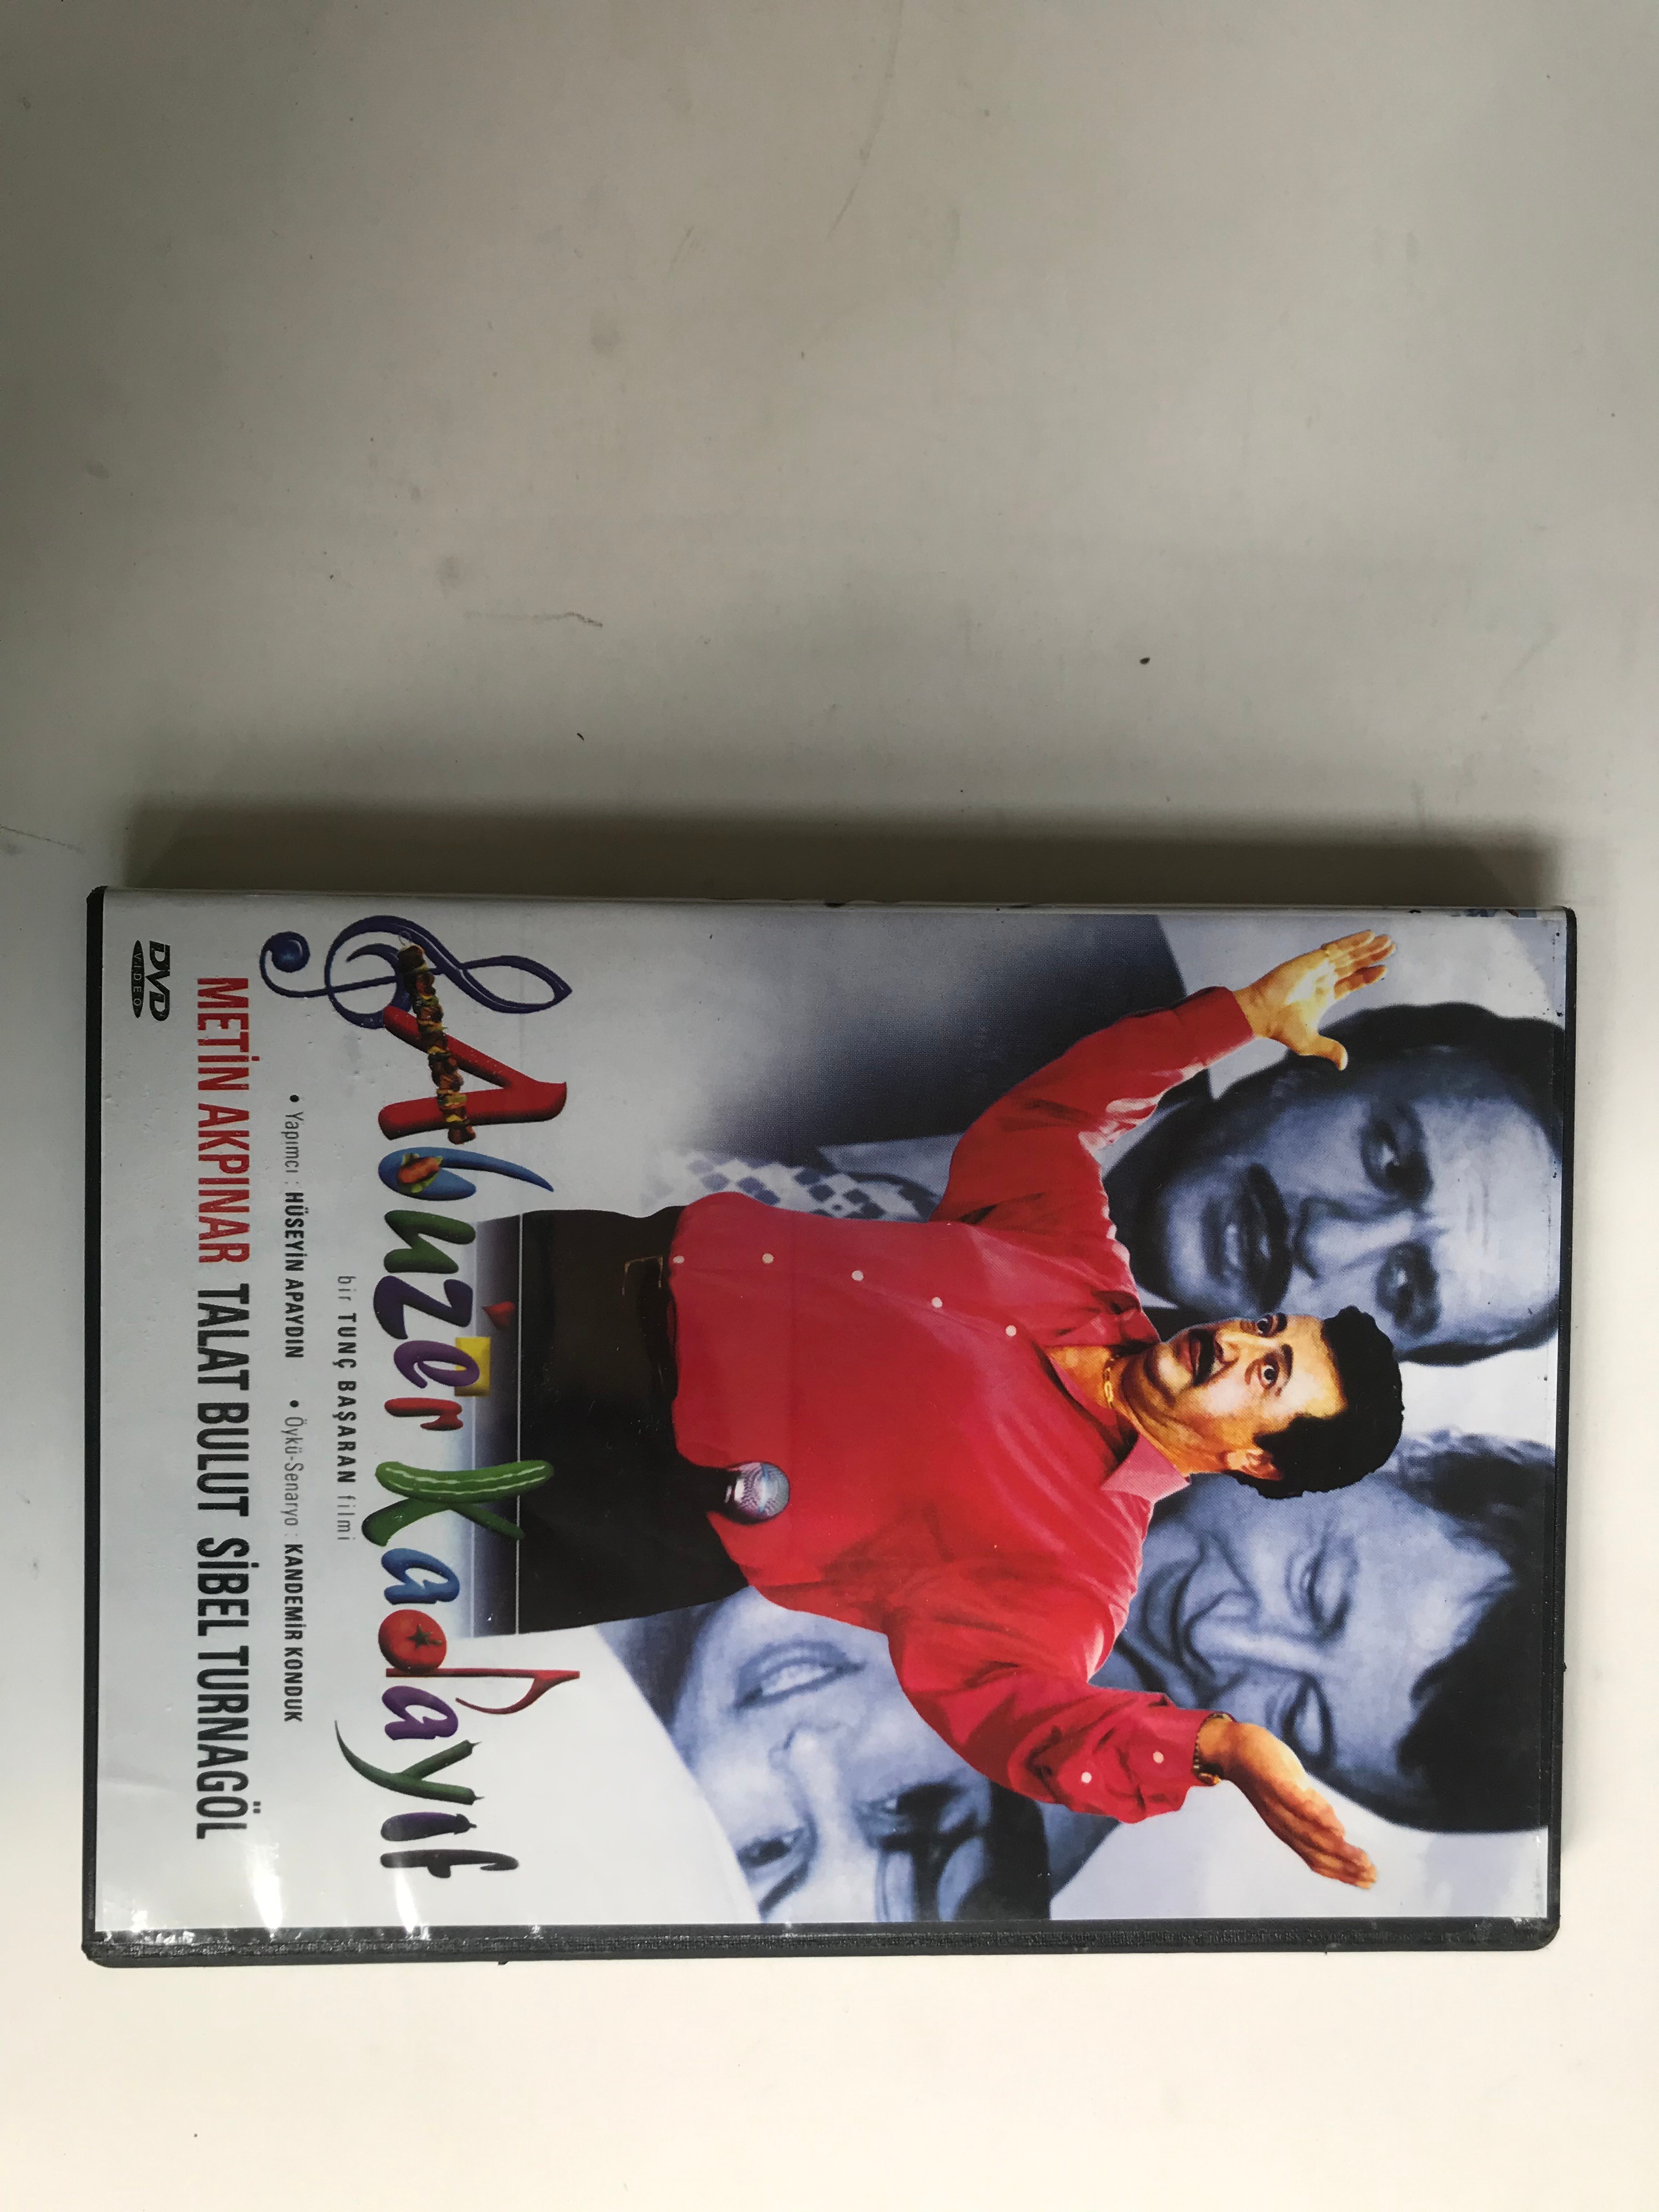 Abuzer Kadayıf
bir TUNÇ BAŞARAN filmi
• Yapımcı : HÜSEYİN APAYDIN • Öykü-Senaryo : KANDEMİR KONDUK
METİN AKPINAR TALAT BULUT SİBEL TURNAGÖL
DVD
VIDEO